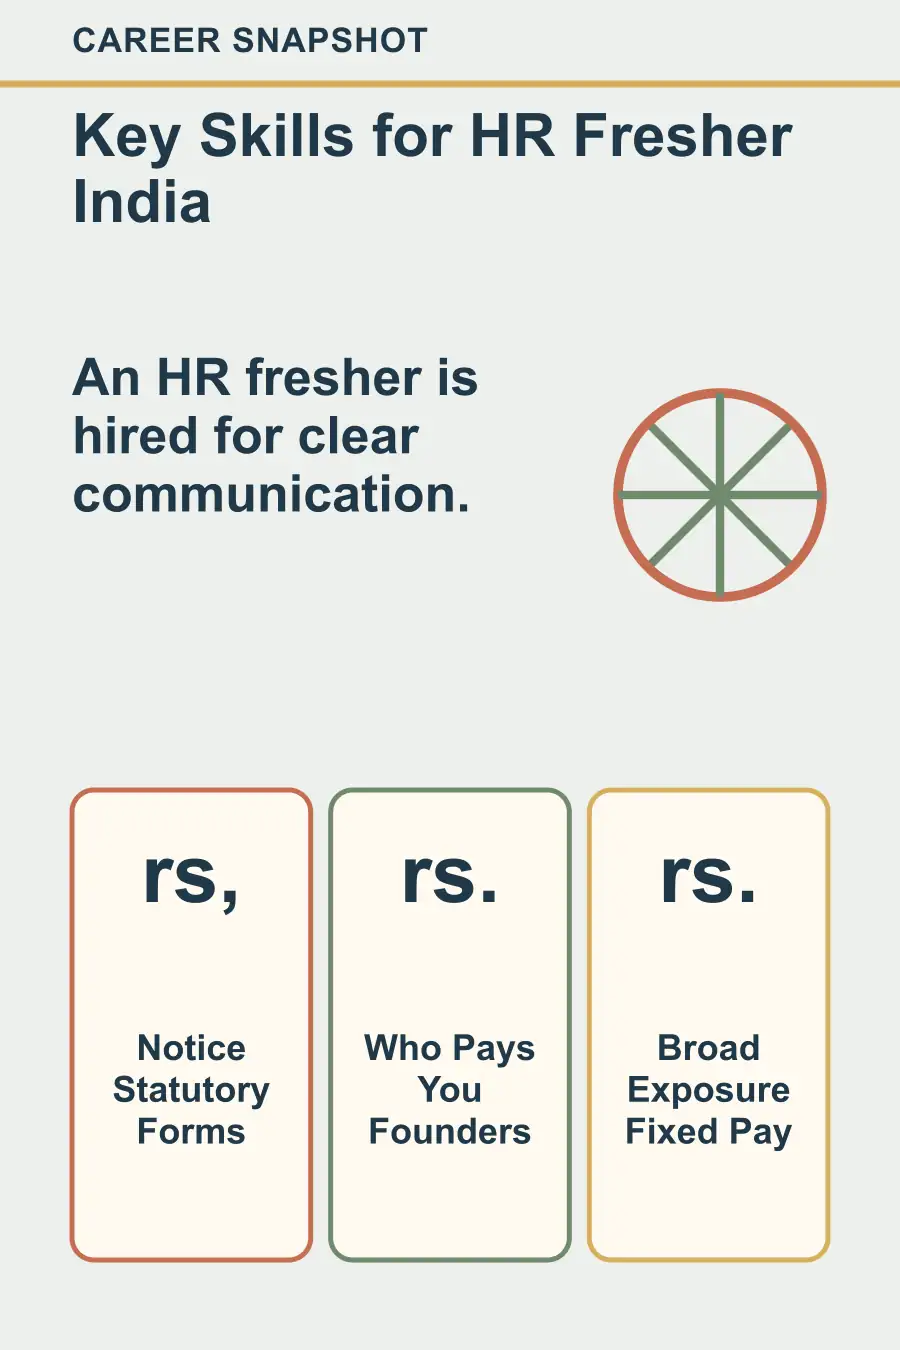 CAREER SNAPSHOT
Key Skills for HR Fresher
India
An HR fresher is
hired for clear
communication.
rs,
Notice
Statutory
Forms
rs.
Who Pays
You
Founders
rs.
Broad
Exposure
Fixed Pay